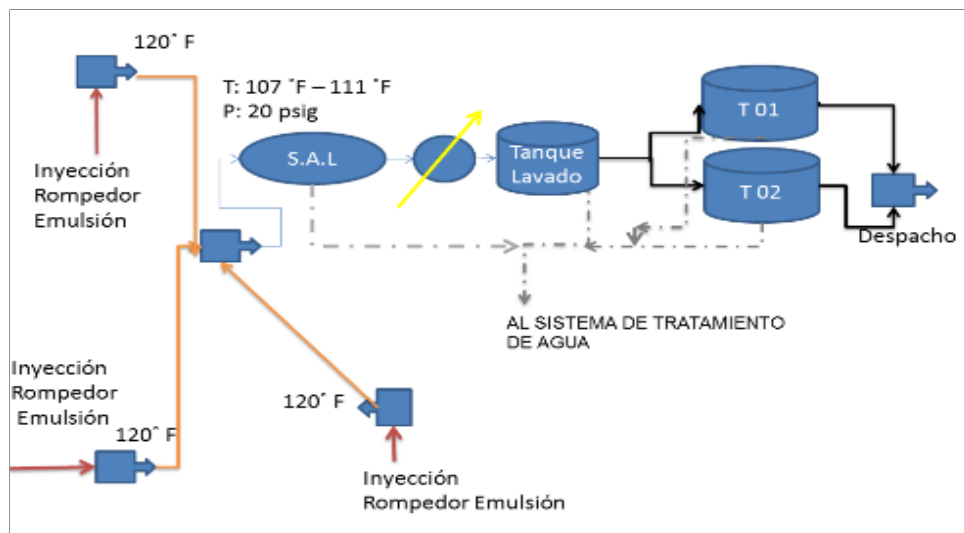 120˚ F
T: 107 ˚F – 111 ˚F
P: 20 psig
Inyección
Rompedor
Emulsión
S.A.L
Tanque
Lavado
T 01
T 02
Despacho
AL SISTEMA DE TRATAMIENTO
DE AGUA
Inyección
Rompedor
Emulsión
120˚ F
120˚ F
Inyección
Rompedor Emulsión